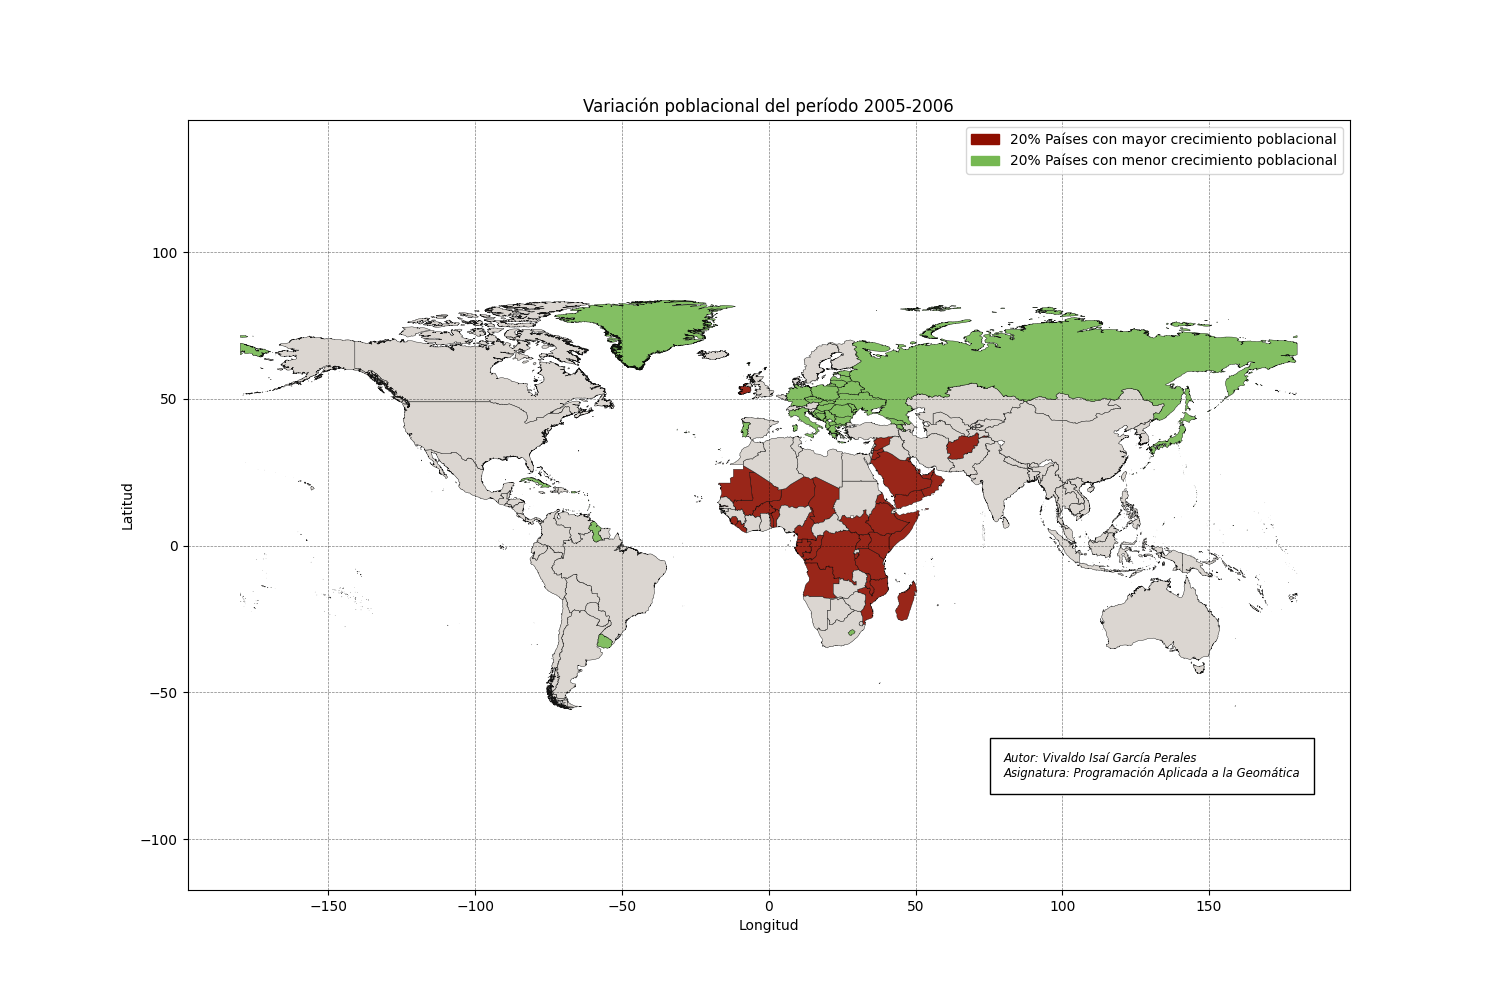 Variación poblacional del período 2005-2006
20% Países con mayor crecimiento poblacional
20% Países con menor crecimiento poblacional
100
50
0
−50
−100
Latitud
Autor: Vivaldo Isaí García Perales
Asignatura: Programación Aplicada a la Geomática
−150 −100 −50 0 50 100 150
Longitud